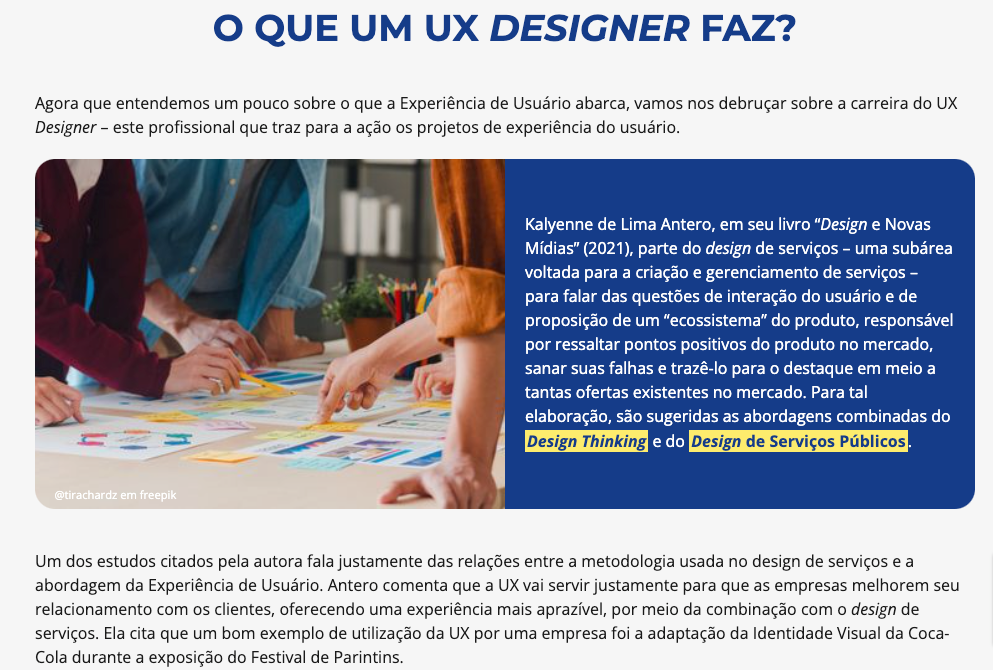 O QUE UM UX DESIGNER FAZ?
Agora que entendemos um pouco sobre o que a Experiência de Usuário abarca, vamos nos debruçar sobre a carreira do UX
Designer – este profissional que traz para a ação os projetos de experiência do usuário.
Kalyenne de Lima Antero, em seu livro “Design e Novas
Mídias” (2021), parte do design de serviços – uma subárea
voltada para a criação e gerenciamento de serviços –
para falar das questões de interação do usuário e de
proposição de um “ecossistema” do produto, responsável
por ressaltar pontos positivos do produto no mercado,
sanar suas falhas e trazê-lo para o destaque em meio a
tantas ofertas existentes no mercado. Para tal
elaboração, são sugeridas as abordagens combinadas do
Design Thinking e do Design de Serviços Públicos.
@tirachardz em freepik
Um dos estudos citados pela autora fala justamente das relações entre a metodologia usada no design de serviços e a
abordagem da Experiência de Usuário. Antero comenta que a UX vai servir justamente para que as empresas melhorem seu
relacionamento com os clientes, oferecendo uma experiência mais aprazível, por meio da combinação com o design de
serviços. Ela cita que um bom exemplo de utilização da UX por uma empresa foi a adaptação da Identidade Visual da Coca-
Cola durante a exposição do Festival de Parintins.